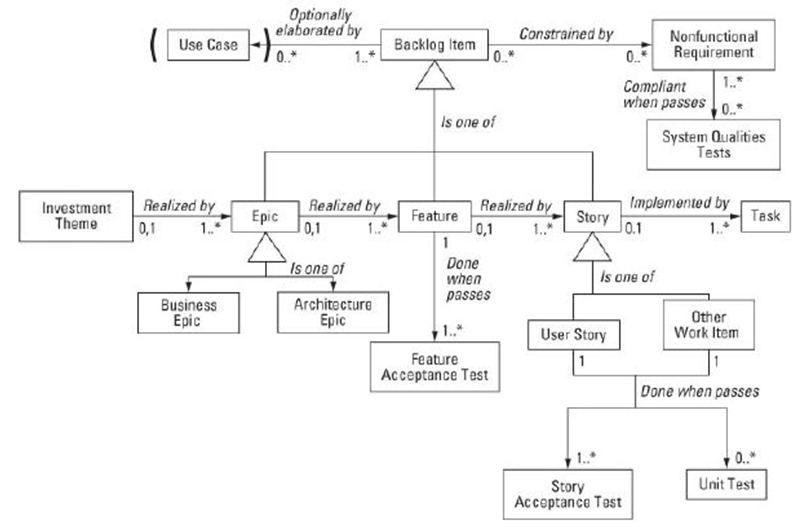 Optionally
elaborated by
( Use Case )
0..*
1..*
Backlog Item
0..*
Constrained by
0..*
Nonfunctional
Requirement
1..*
Compliant
when passes
0..*
System Qualities
Tests
Is one of
Investment
Theme
Realized by
0,1
1..*
Epic
Realized by
0,1
1..*
Feature
Realized by
0,1
1..*
Story
Implemented by
0.1
1..*
Task
Is one of
Business
Epic
Architecture
Epic
1
Done
when
passes
1..*
Feature
Acceptance Test
Is one of
User Story
Other
Work Item
1
1
Done when passes
1..*
0..*
Story
Acceptance Test
Unit Test